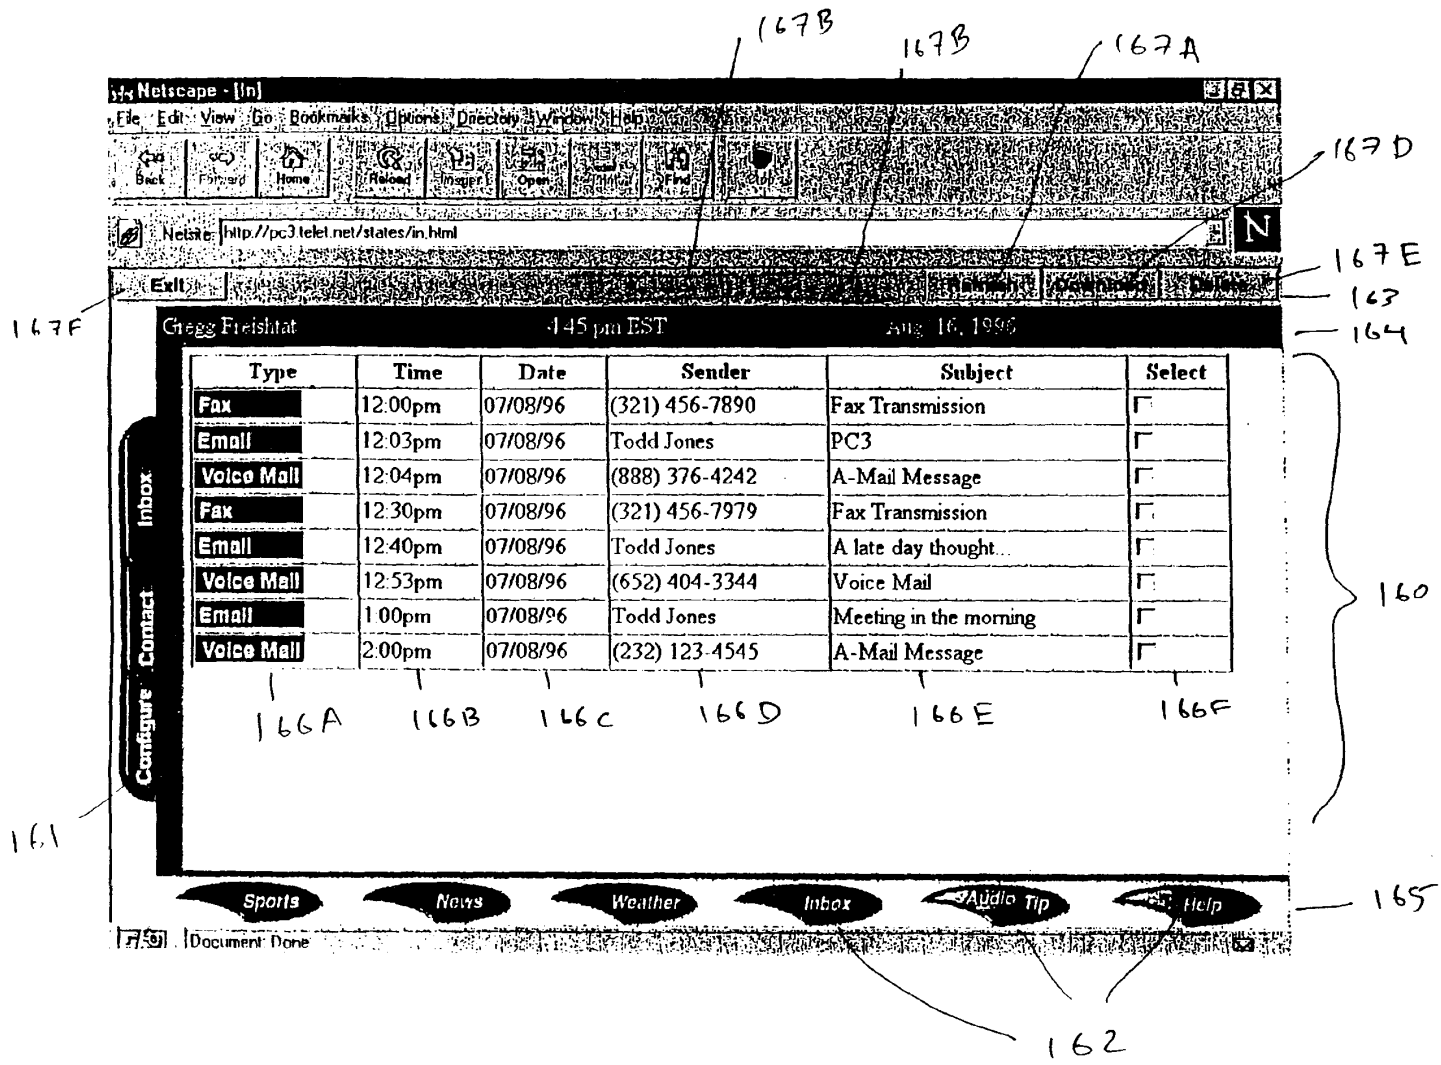 167B
167B
167A
Netscape - [In]
File Edit View Go Bookmarks Options Directory Window Help
Back Forward Home Reload Images Open Print Find Stop
167D
Netsite: http://pc3.telet.net/states/in.html
N
167E
Exit Refresh Download Delete
163
167F
Gregg Freishtat 4:45 pm EST Aug. 16, 1996
164
Type Time Date Sender Subject Select
Fax 12:00pm 07/08/96 (321) 456-7890 Fax Transmission
Email 12:03pm 07/08/96 Todd Jones PC3
Voice Mail 12:04pm 07/08/96 (888) 376-4242 A-Mail Message
Fax 12:30pm 07/08/96 (321) 456-7979 Fax Transmission
Email 12:40pm 07/08/96 Todd Jones A late day thought...
Voice Mail 12:53pm 07/08/96 (652) 404-3344 Voice Mail
Email 1:00pm 07/08/96 Todd Jones Meeting in the morning
Voice Mail 2:00pm 07/08/96 (232) 123-4545 A-Mail Message
Inbox
Contact
Configure
160
166A 166B 166C 166D 166E 166F
161
Sports News Weather Inbox Audio Tip Help
165
Document: Done
162